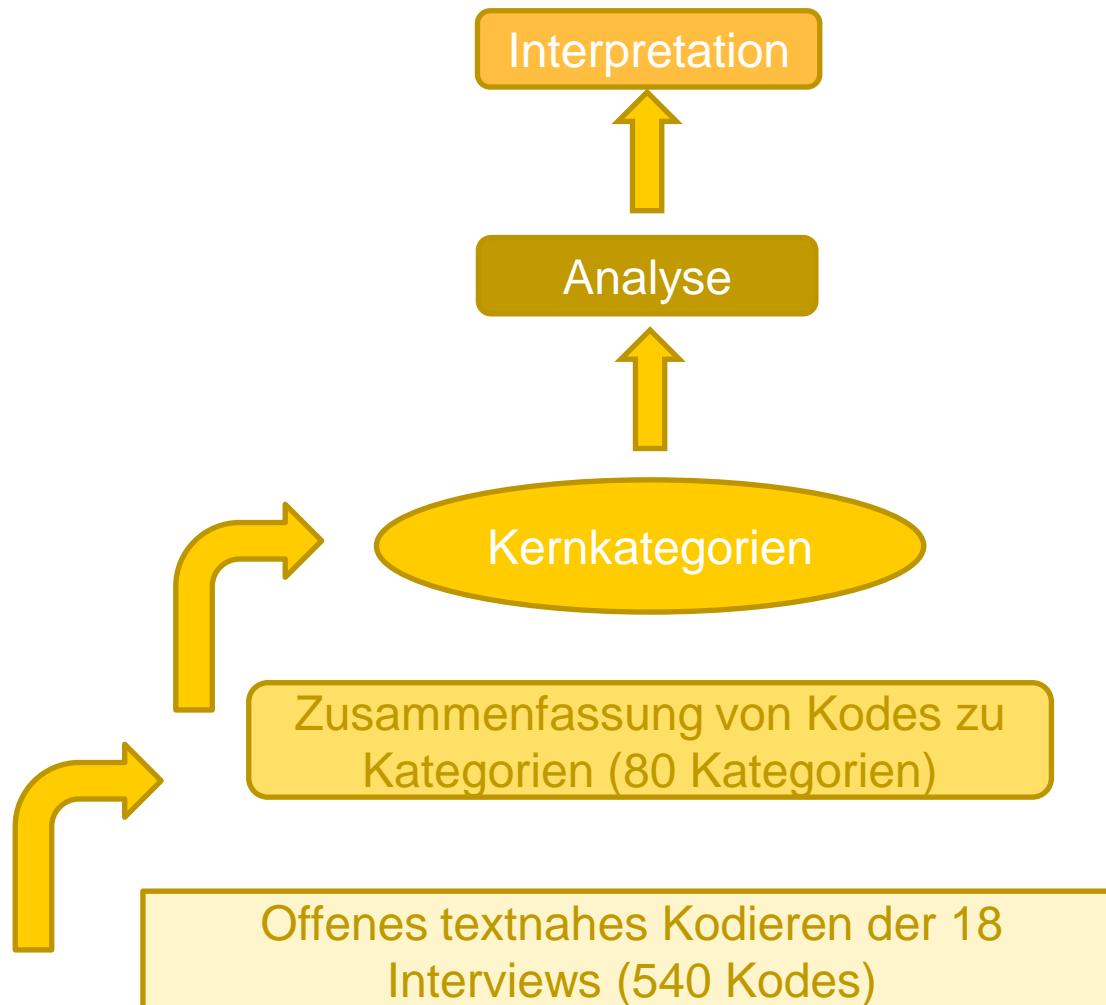 Interpretation
Analyse
Kernkategorien
Zusammenfassung von Kodes zu
Kategorien (80 Kategorien)
Offenes textnahes Kodieren der 18
Interviews (540 Kodes)